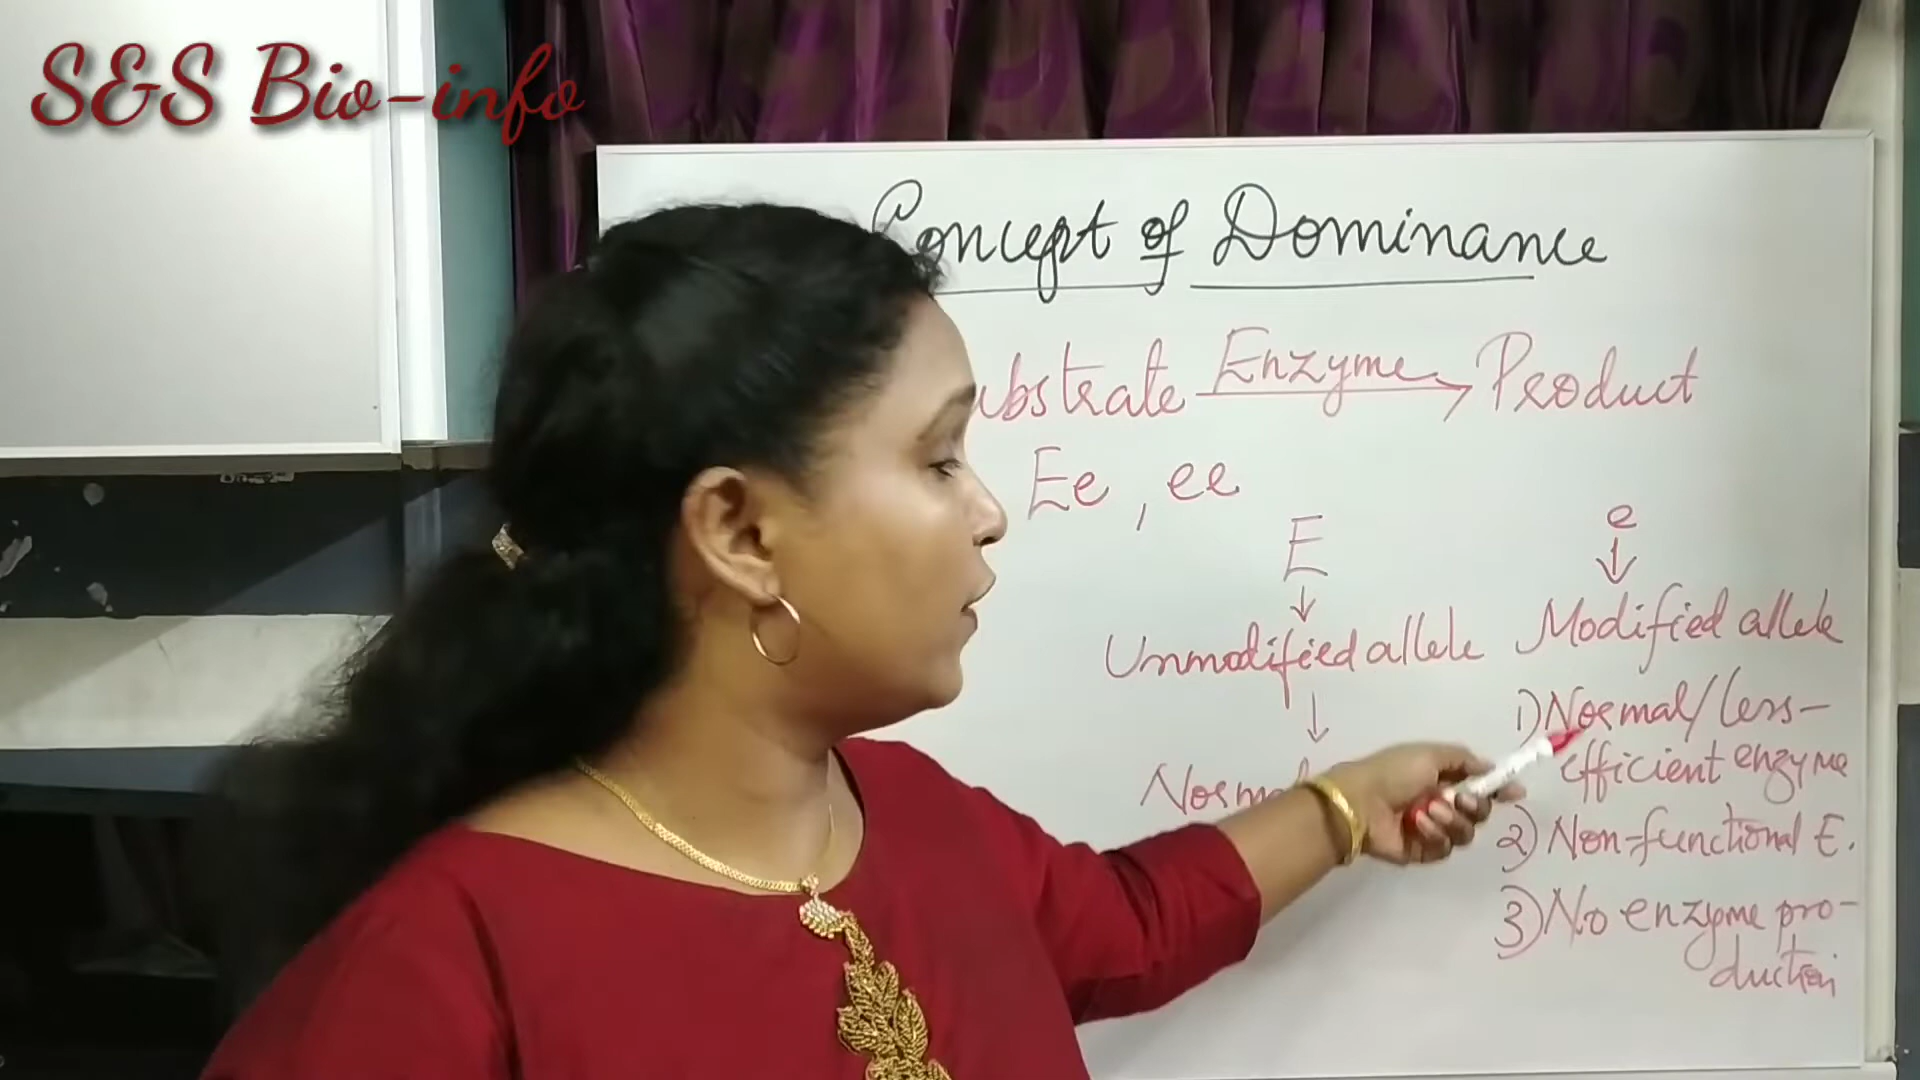 S&S Bio-info
Concept of Dominance
Substrate Enzyme → Product
Ee , ee
E
↓
Unmodified allele
↓
e
↓
Modified allele
1) Normal/less-
efficient enzyme
2) Non-functional E.
3) No enzyme pro-
duction